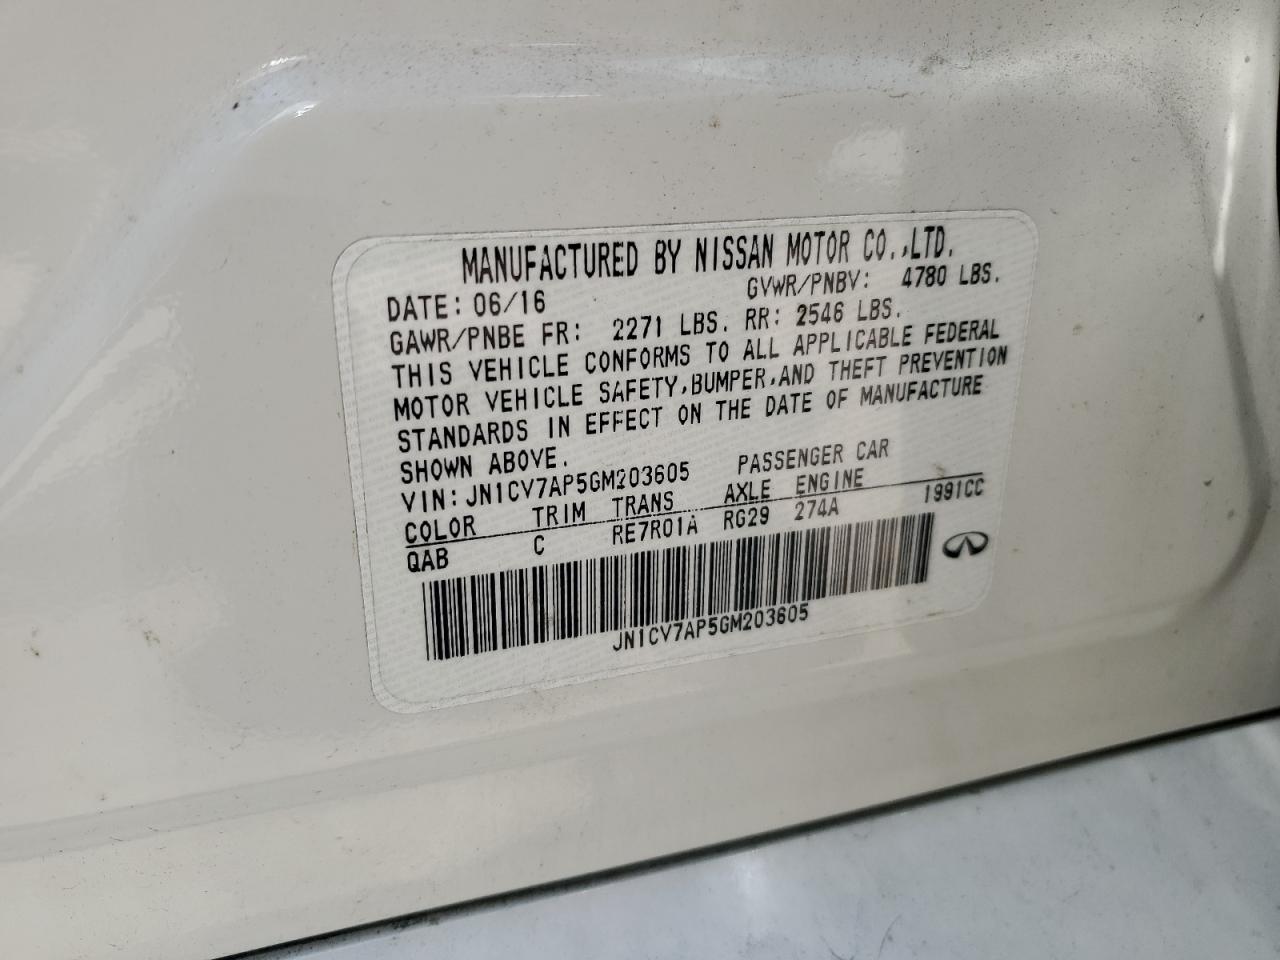 MANUFACTURED BY NISSAN MOTOR CO.,LTD.
DATE: 06/16 GVWR/PNBV: 4780 LBS.
GAWR/PNBE FR: 2271 LBS. RR: 2546 LBS.
THIS VEHICLE CONFORMS TO ALL APPLICABLE FEDERAL
MOTOR VEHICLE SAFETY,BUMPER,AND THEFT PREVENTION
STANDARDS IN EFFECT ON THE DATE OF MANUFACTURE
SHOWN ABOVE.
VIN: JN1CV7AP5GM203605 PASSENGER CAR
COLOR TRIM TRANS AXLE ENGINE
QAB C RE7R01A RG29 274A 1991CC
JN1CV7AP5GM203605